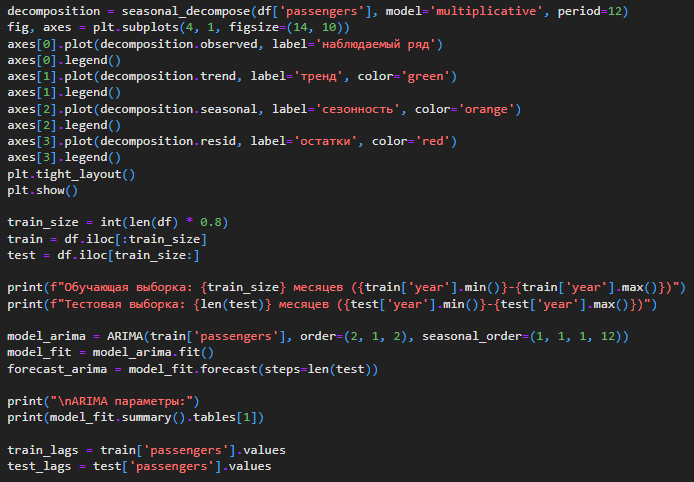 decomposition = seasonal_decompose(df['passengers'], model='multiplicative', period=12)
fig, axes = plt.subplots(4, 1, figsize=(14, 10))
axes[0].plot(decomposition.observed, label='наблюдаемый ряд')
axes[0].legend()
axes[1].plot(decomposition.trend, label='тренд', color='green')
axes[1].legend()
axes[2].plot(decomposition.seasonal, label='сезонность', color='orange')
axes[2].legend()
axes[3].plot(decomposition.resid, label='остатки', color='red')
axes[3].legend()
plt.tight_layout()
plt.show()
train_size = int(len(df) * 0.8)
train = df.iloc[:train_size]
test = df.iloc[train_size:]
print(f"Обучающая выборка: {train_size} месяцев ({train['year'].min()}-{train['year'].max()})")
print(f"Тестовая выборка: {len(test)} месяцев ({test['year'].min()}-{test['year'].max()})")
model_arima = ARIMA(train['passengers'], order=(2, 1, 2), seasonal_order=(1, 1, 1, 12))
model_fit = model_arima.fit()
forecast_arima = model_fit.forecast(steps=len(test))
print("\nARIMA параметры:")
print(model_fit.summary().tables[1])
train_lags = train['passengers'].values
test_lags = test['passengers'].values